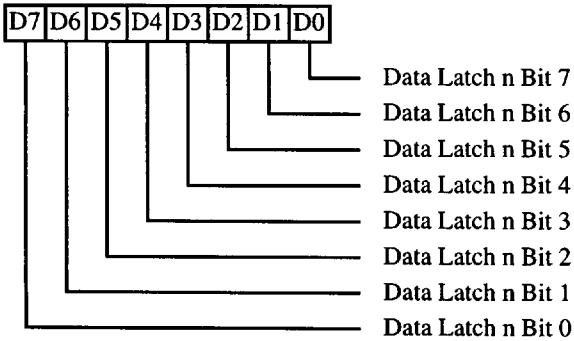 D7 D6 D5 D4 D3 D2 D1 D0
Data Latch n Bit 7
Data Latch n Bit 6
Data Latch n Bit 5
Data Latch n Bit 4
Data Latch n Bit 3
Data Latch n Bit 2
Data Latch n Bit 1
Data Latch n Bit 0